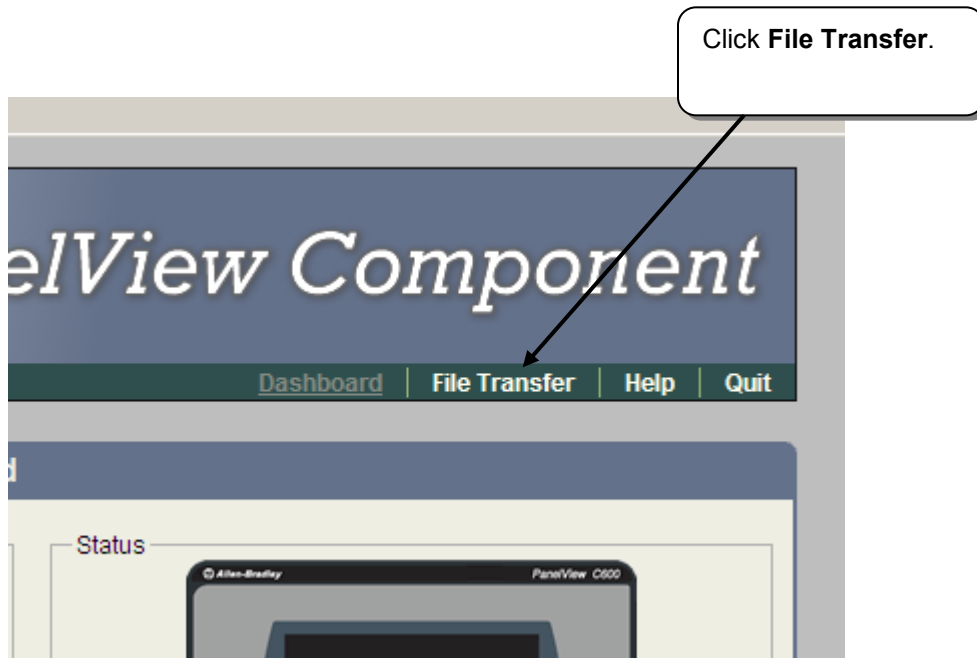 Click File Transfer.
elView Component
Dashboard | File Transfer | Help | Quit
d
Status
Allen-Bradley PanelView C600